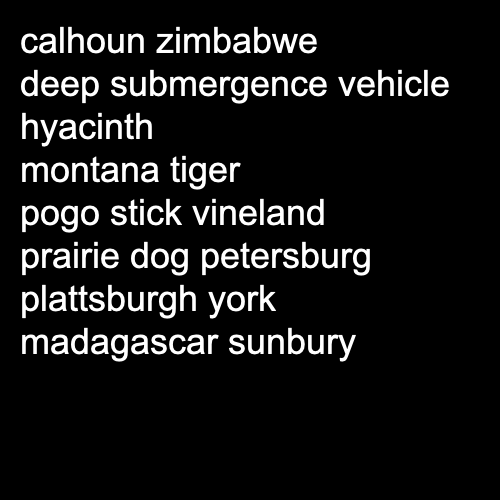 calhoun zimbabwe
deep submergence vehicle
hyacinth
montana tiger
pogo stick vineland
prairie dog petersburg
plattsburgh york
madagascar sunbury